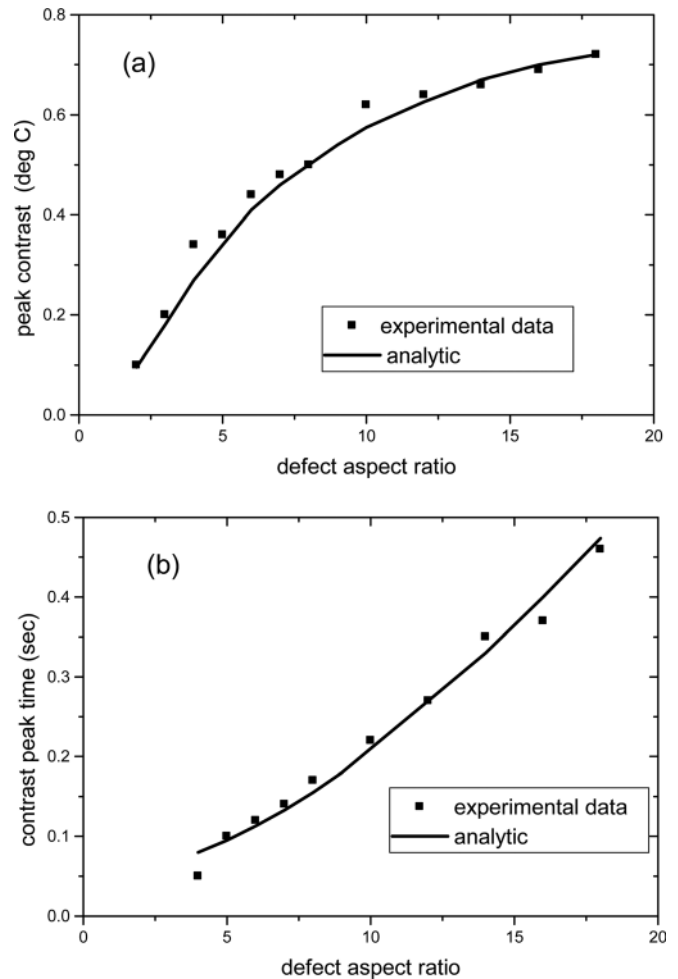 (a)
0.8
0.6
0.4
0.2
0.0
peak contrast (deg C)
experimental data
analytic
0 5 10 15 20
defect aspect ratio
(b)
0.5
0.4
0.3
0.2
0.1
0.0
contrast peak time (sec)
experimental data
analytic
0 5 10 15 20
defect aspect ratio